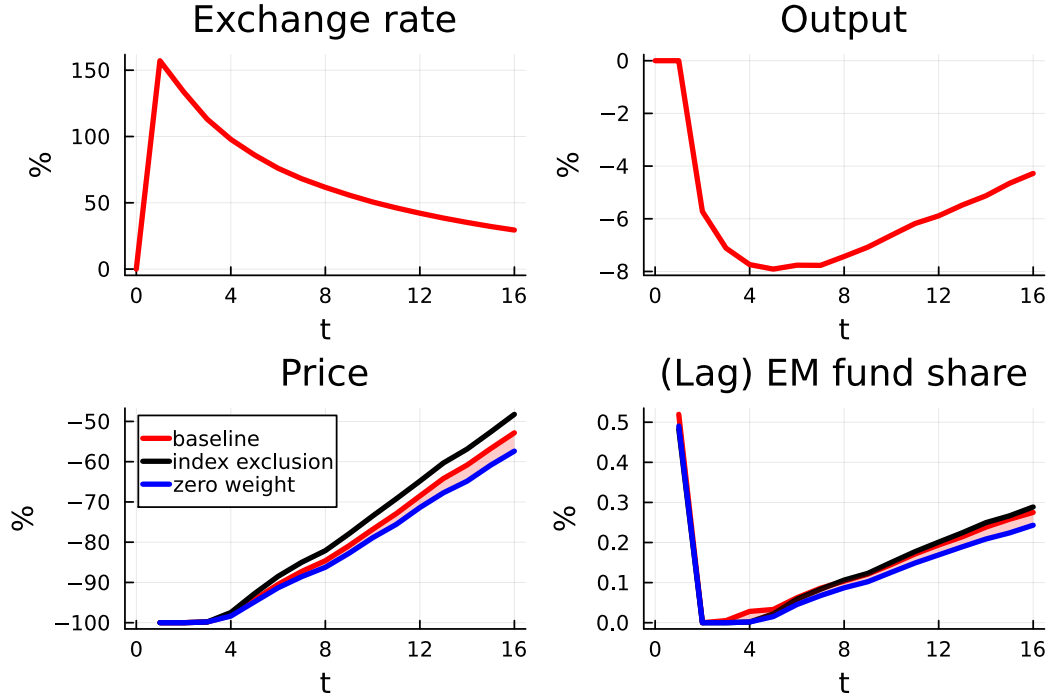 Exchange rate
150
100
50
0
%
0 4 8 12 16
t
Output
0
−2
−4
−6
−8
%
0 4 8 12 16
t
Price
−50
−60
−70
−80
−90
−100
%
baseline
index exclusion
zero weight
0 4 8 12 16
t
(Lag) EM fund share
0.5
0.4
0.3
0.2
0.1
0.0
%
0 4 8 12 16
t